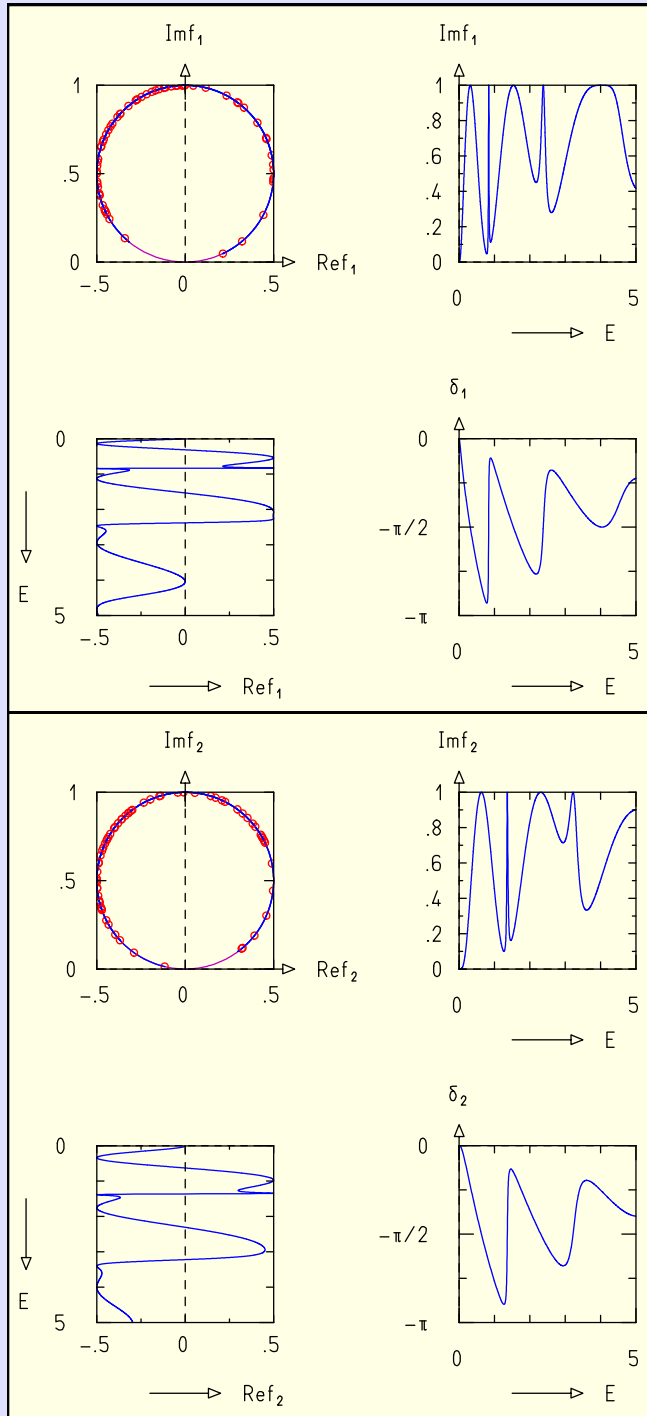 Imf₁ Imf₁
1 1
.8
.5 .6
.4
.2
0 Ref₁ 0
-.5 0 .5 0 5
E
δ₁
0 0
-π/2
E
5 -π
-.5 0 .5 0 5
Ref₁ E
Imf₂ Imf₂
1 1
.8
.5 .6
.4
.2
0 Ref₂ 0
-.5 0 .5 0 5
E
δ₂
0 0
-π/2
E
5 -π
-.5 0 .5 0 5
Ref₂ E